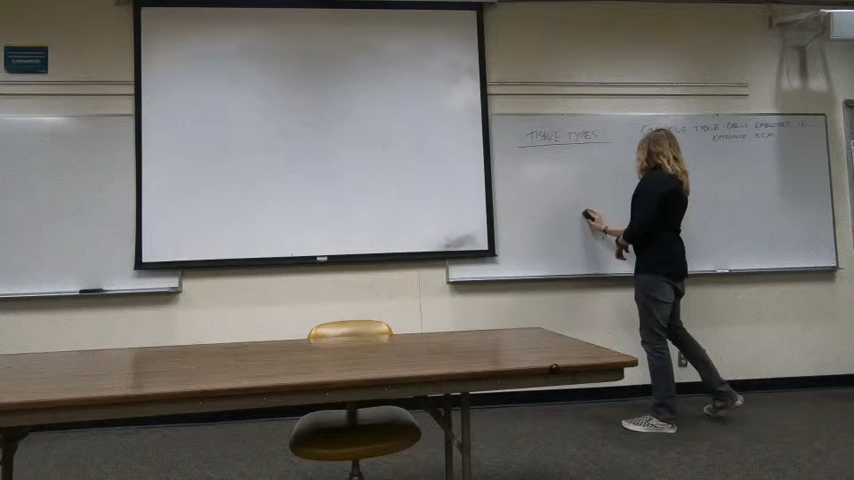 TISSUE TYPES
TISSUE: CELLS EMBEDDED IN
EXTENSIVE ECM